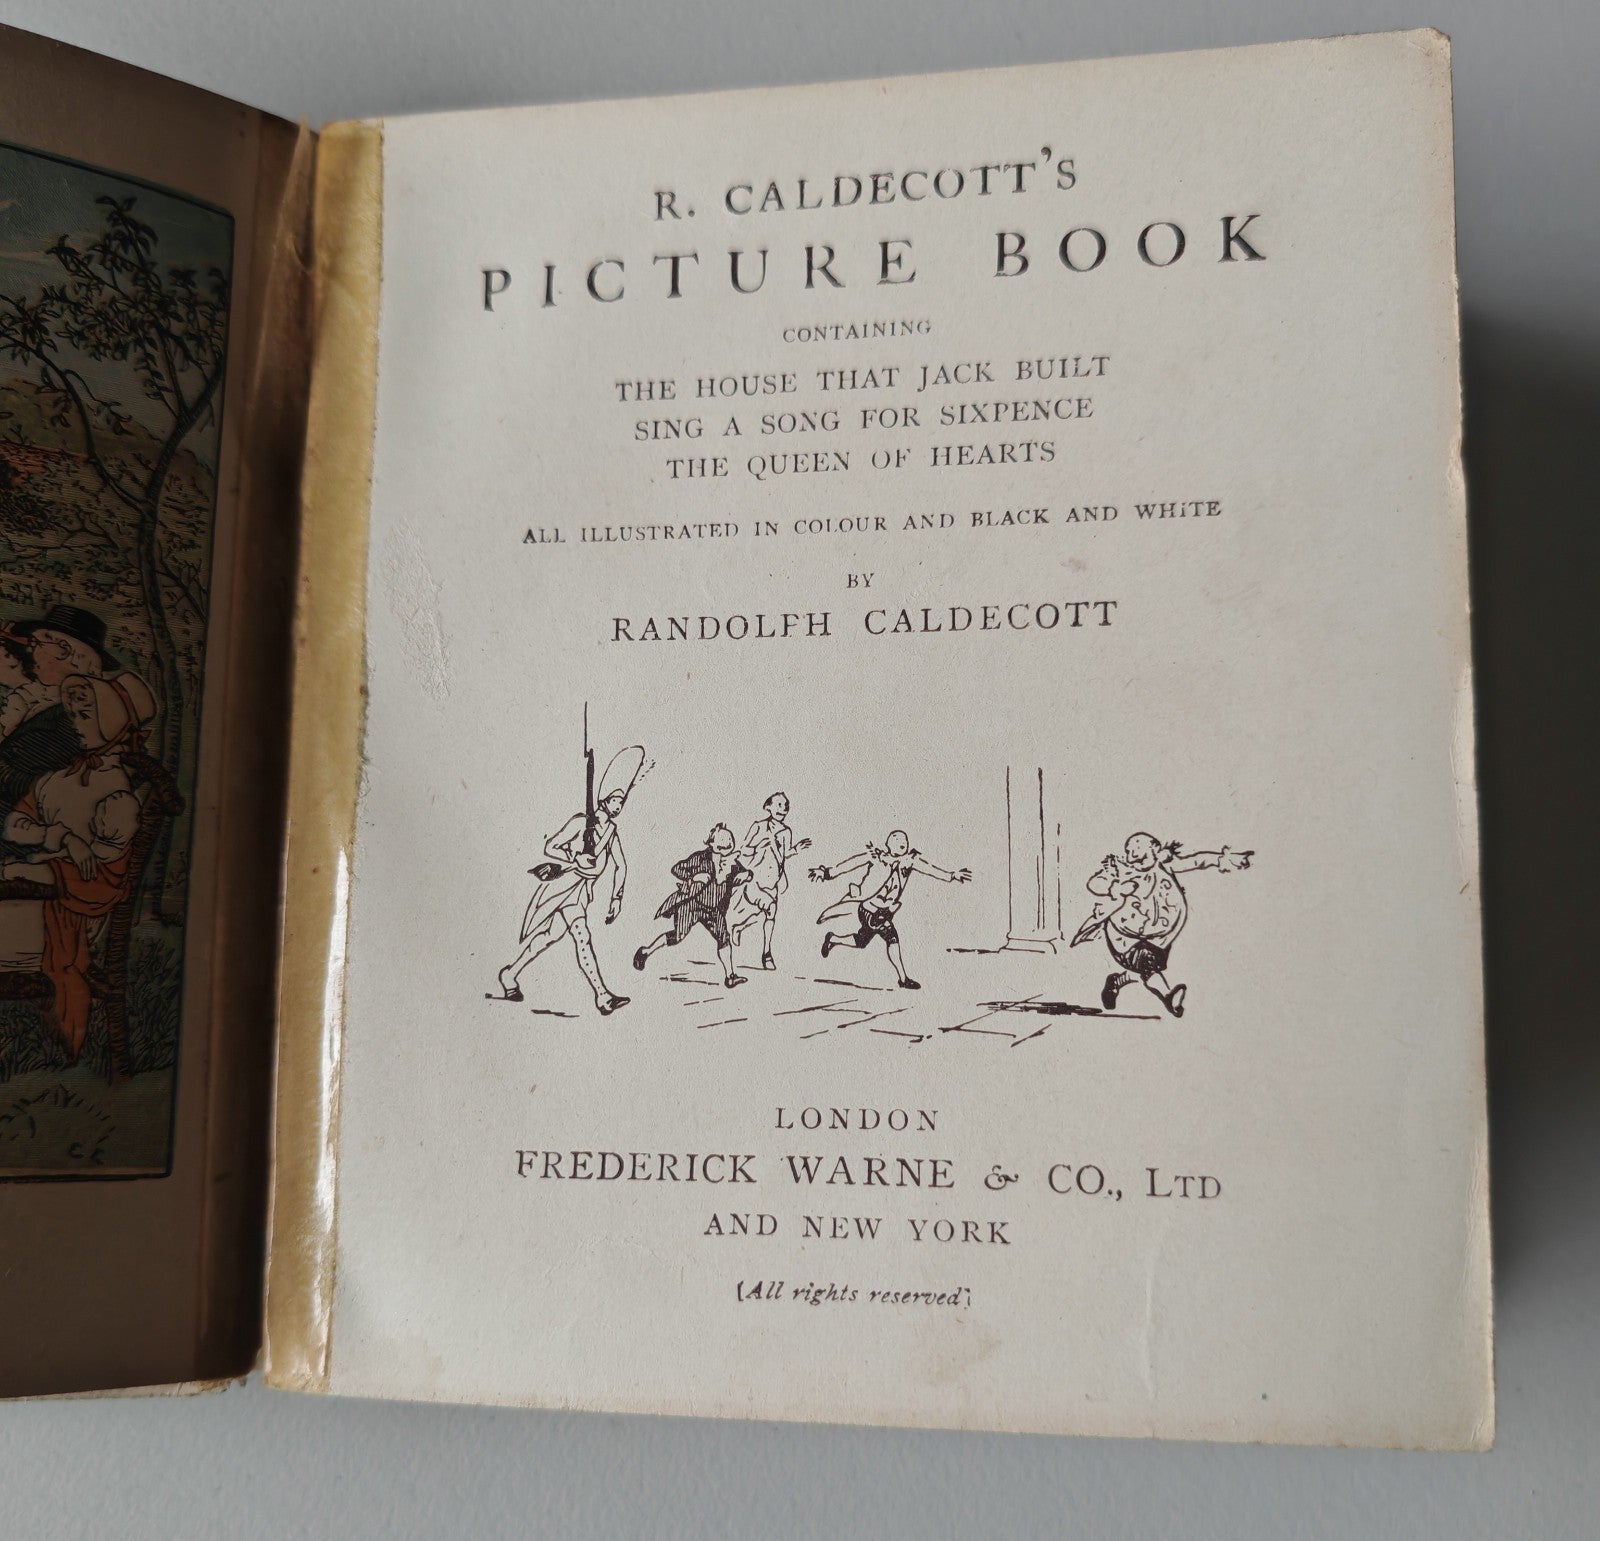 R. CALDECOTT'S
PICTURE BOOK
CONTAINING
THE HOUSE THAT JACK BUILT
SING A SONG FOR SIXPENCE
THE QUEEN OF HEARTS
ALL ILLUSTRATED IN COLOUR AND BLACK AND WHITE
BY
RANDOLPH CALDECOTT
LONDON
FREDERICK WARNE & CO., LTD
AND NEW YORK
[All rights reserved]